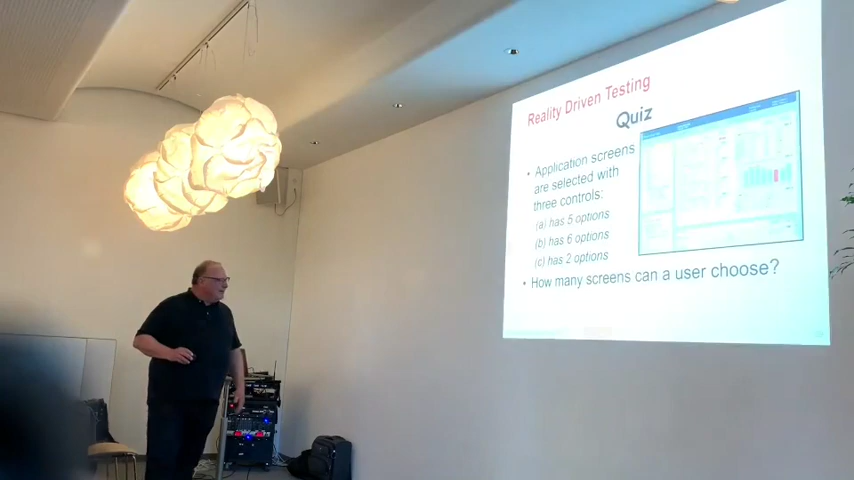 Reality Driven Testing
Quiz
• Application screens
are selected with
three controls:
(a) has 5 options
(b) has 6 options
(c) has 2 options
• How many screens can a user choose?